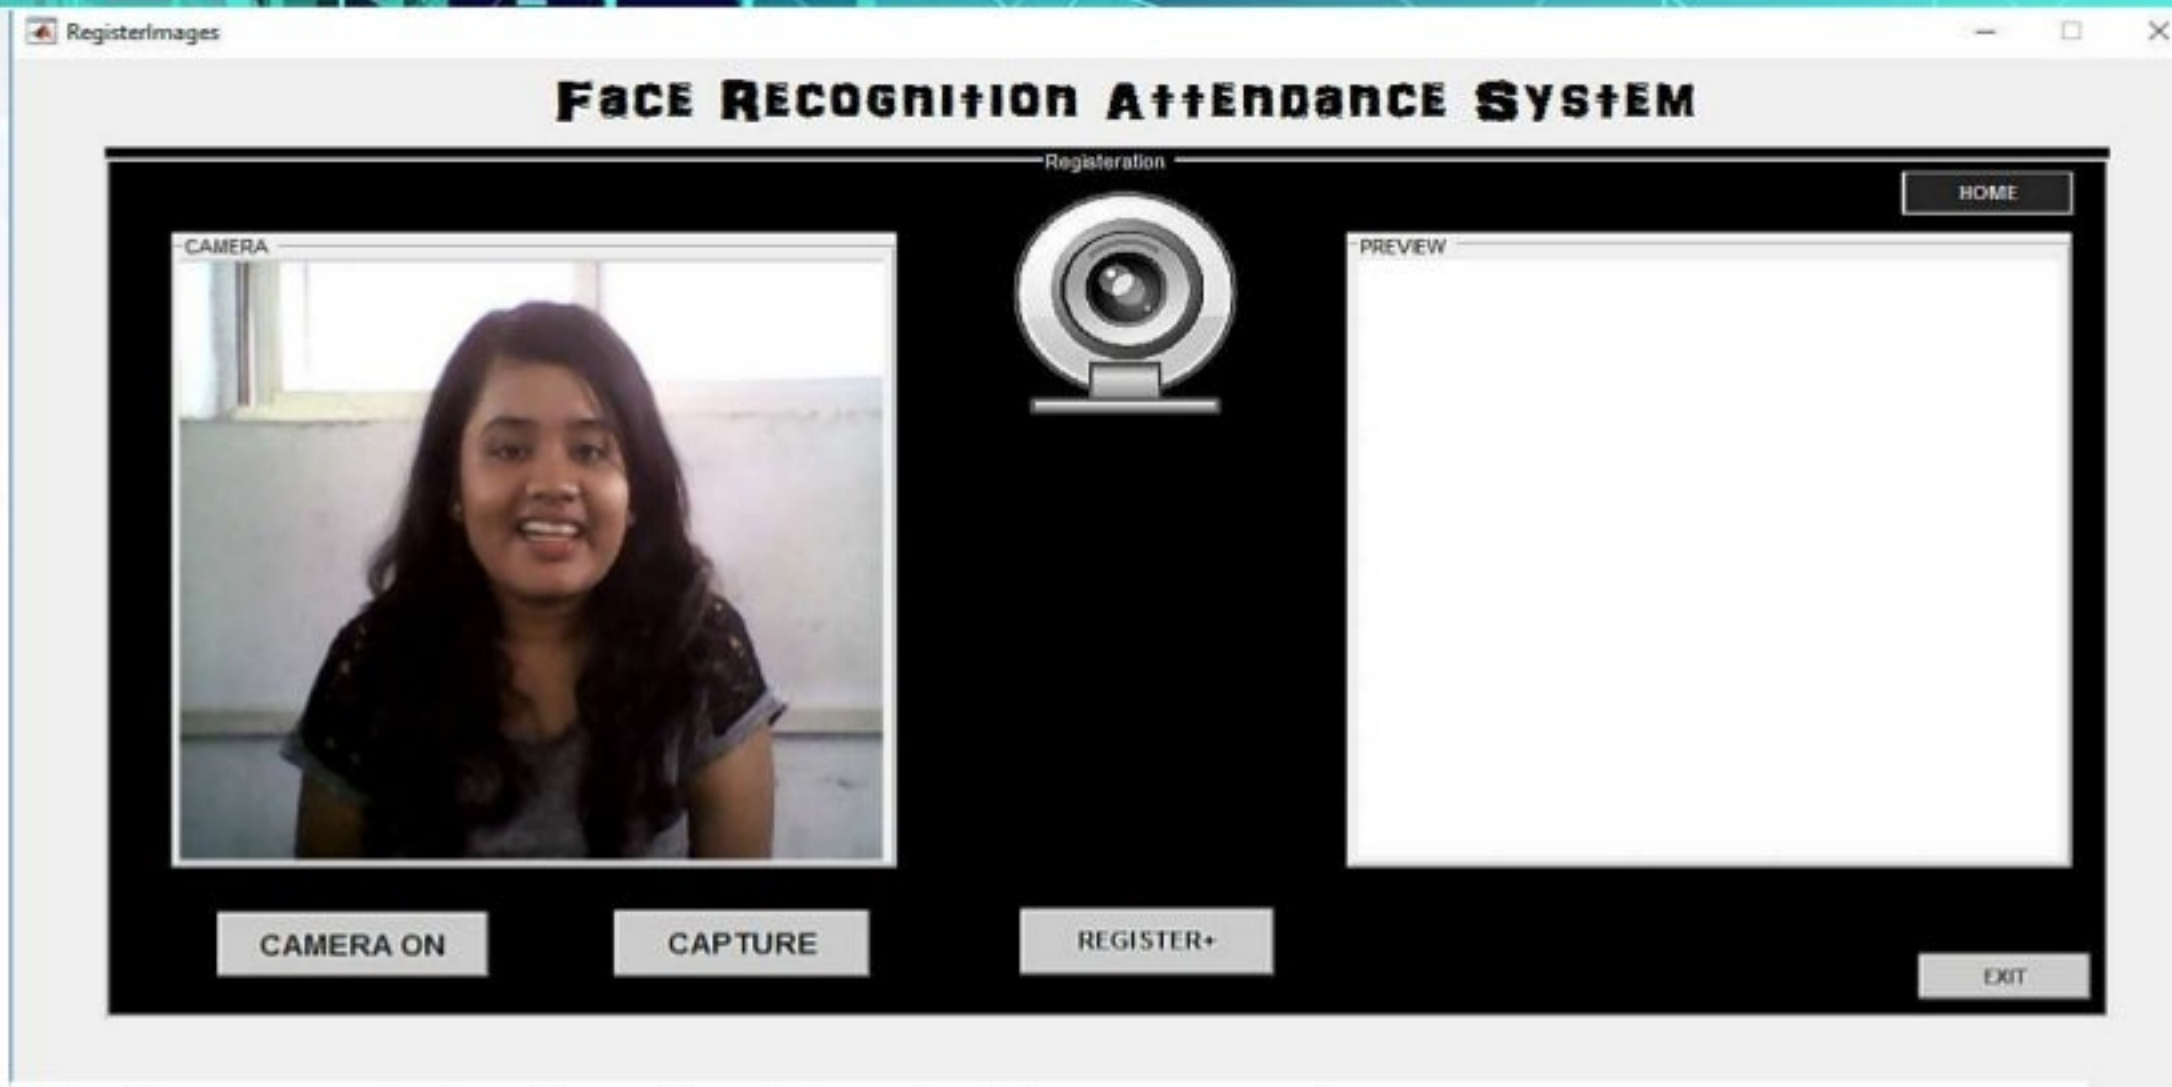 RegisterImages
FacE REcOGnItIOn AttEnDancE SystEM
Registeration
HOME
CAMERA
PREVIEW
CAMERA ON
CAPTURE
REGISTER+
EXIT